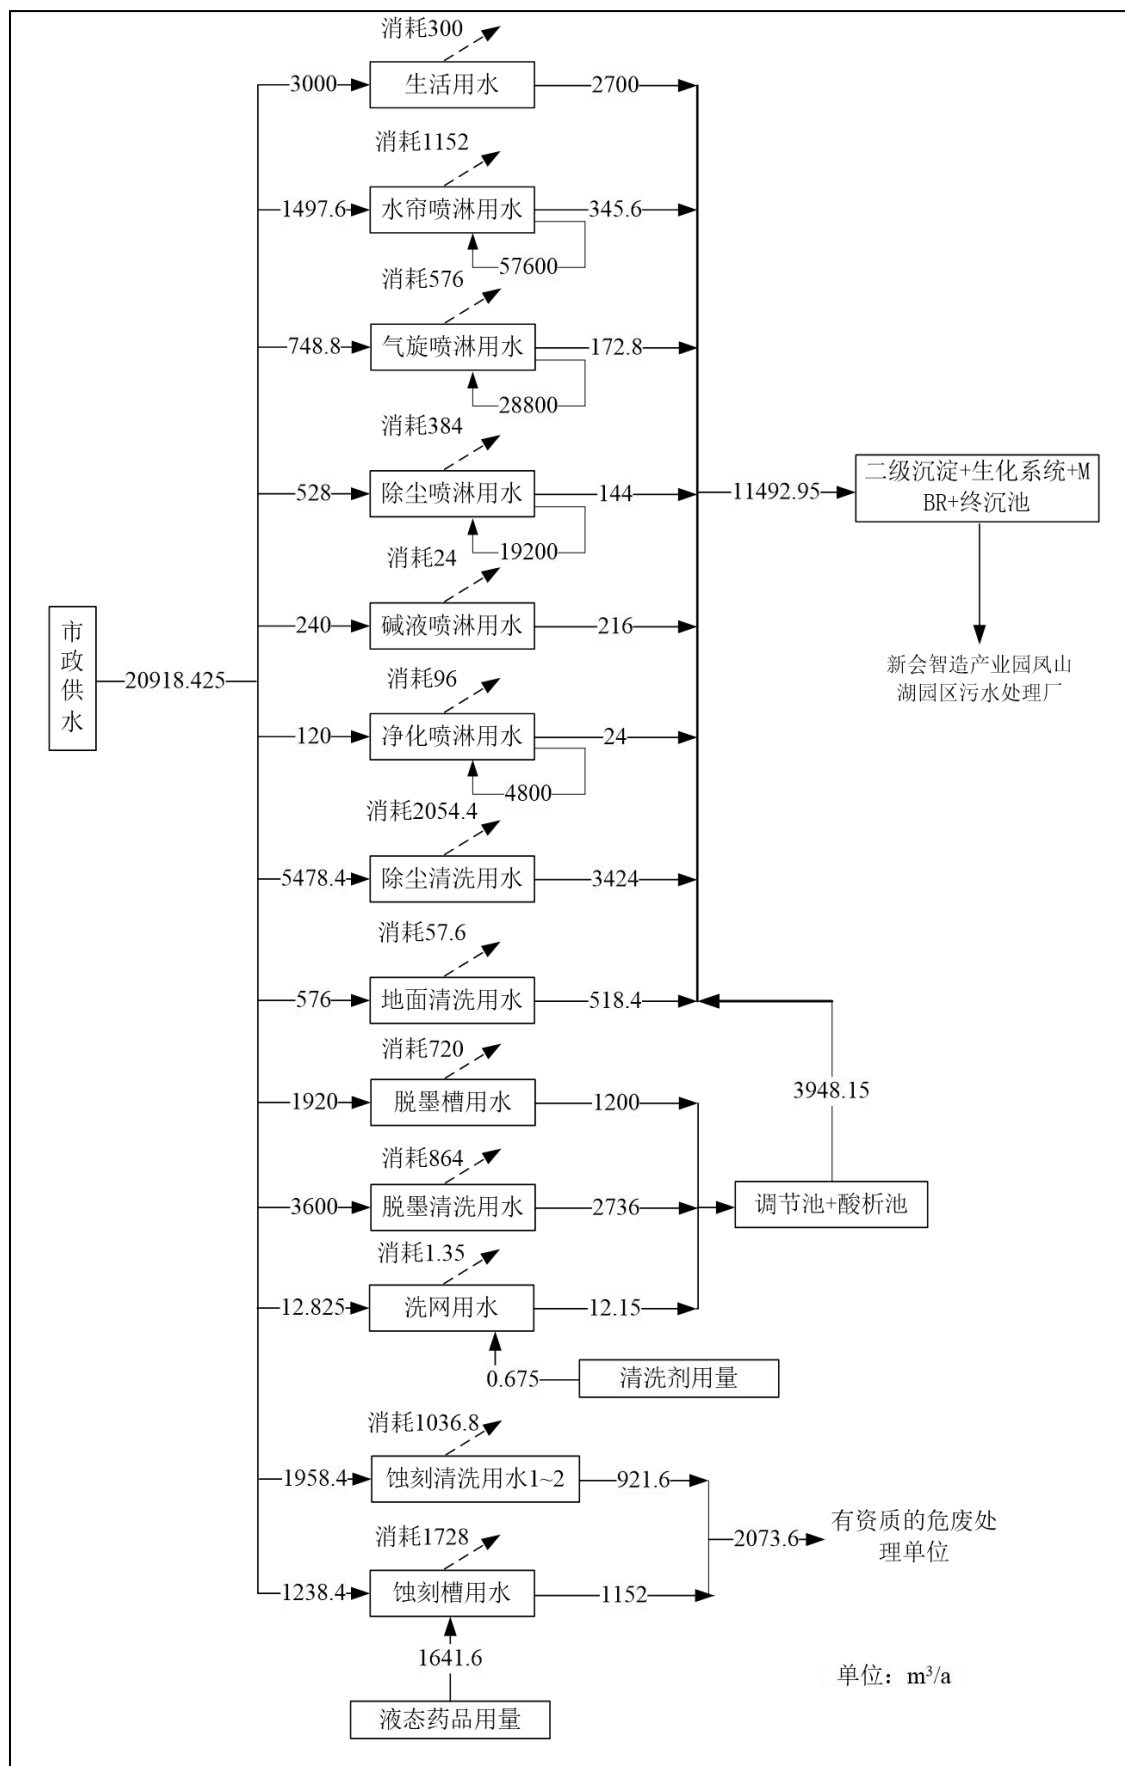 消耗300
3000
生活用水
2700
消耗1152
1497.6
水帘喷淋用水
345.6
57600
消耗576
748.8
气旋喷淋用水
172.8
28800
消耗384
528
除尘喷淋用水
144
19200
11492.95
二级沉淀+生化系统+M
BR+终沉池
新会智造产业园凤山
湖园区污水处理厂
市
政
供
水
20918.425
消耗24
240
碱液喷淋用水
216
消耗96
120
净化喷淋用水
24
4800
消耗2054.4
5478.4
除尘清洗用水
3424
消耗57.6
576
地面清洗用水
518.4
消耗720
1920
脱墨槽用水
1200
3948.15
消耗864
3600
脱墨清洗用水
2736
调节池+酸析池
消耗1.35
12.825
洗网用水
12.15
0.675
清洗剂用量
消耗1036.8
1958.4
蚀刻清洗用水1~2
921.6
2073.6
有资质的危废处
理单位
消耗1728
1238.4
蚀刻槽用水
1152
1641.6
液态药品用量
单位：m³/a